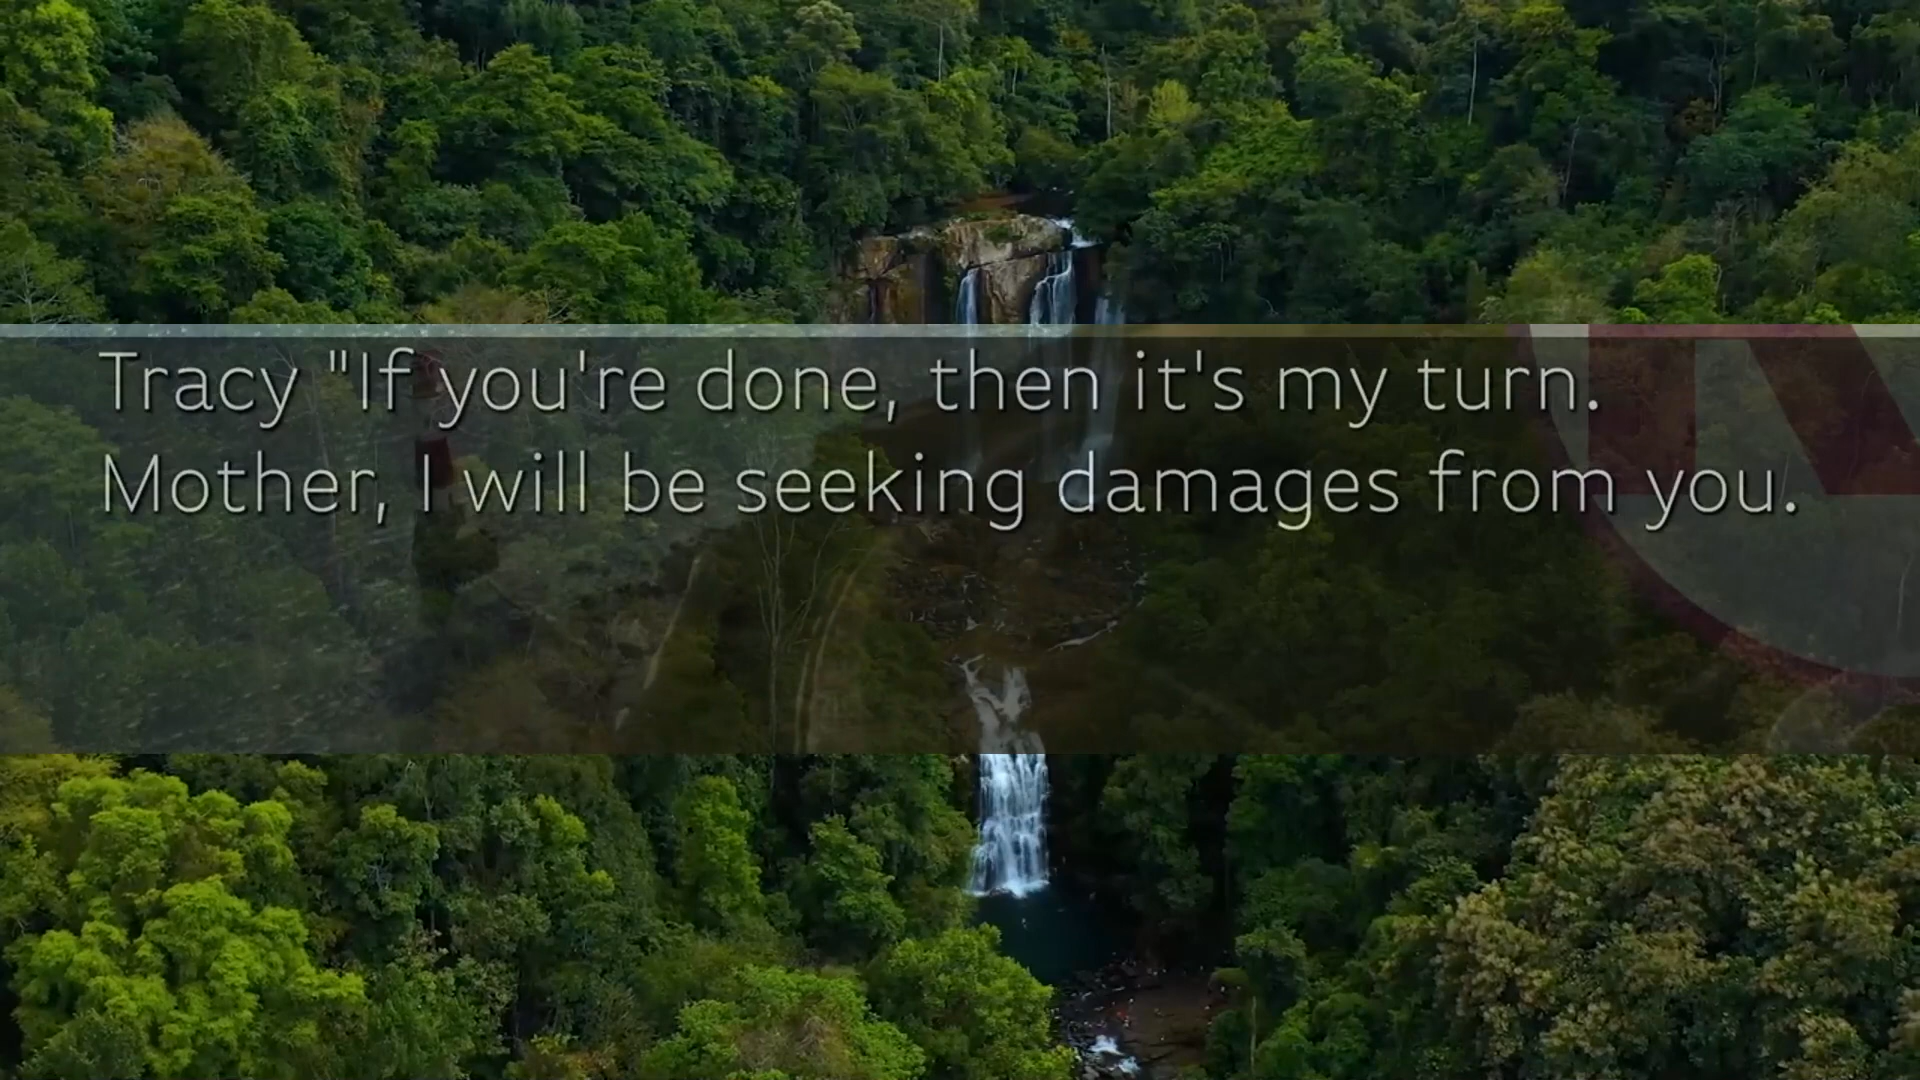 Tracy "If you're done, then it's my turn.
Mother, I will be seeking damages from you.